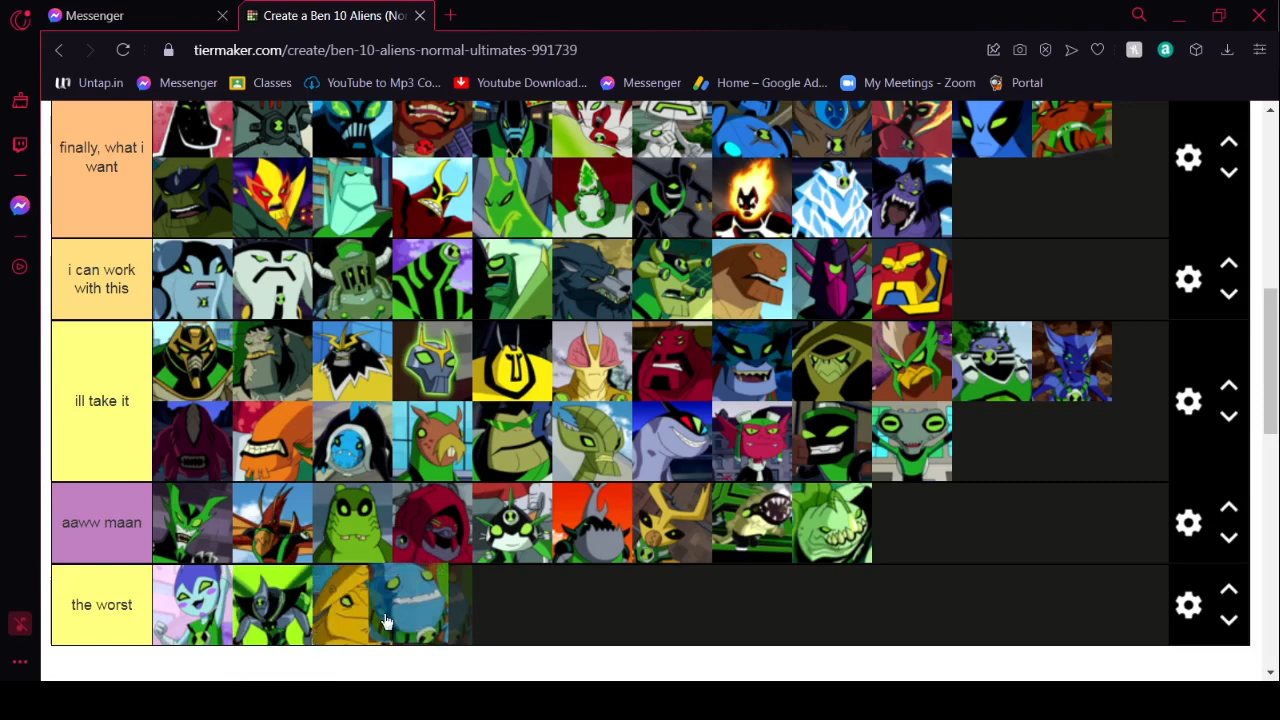 Messenger
Create a Ben 10 Aliens (No
tiermaker.com/create/ben-10-aliens-normal-ultimates-991739
Untap.in
Messenger
Classes
YouTube to Mp3 Co...
Youtube Download...
Messenger
Home – Google Ad...
My Meetings - Zoom
Portal
finally, what i
want
i can work
with this
ill take it
aaww maan
the worst